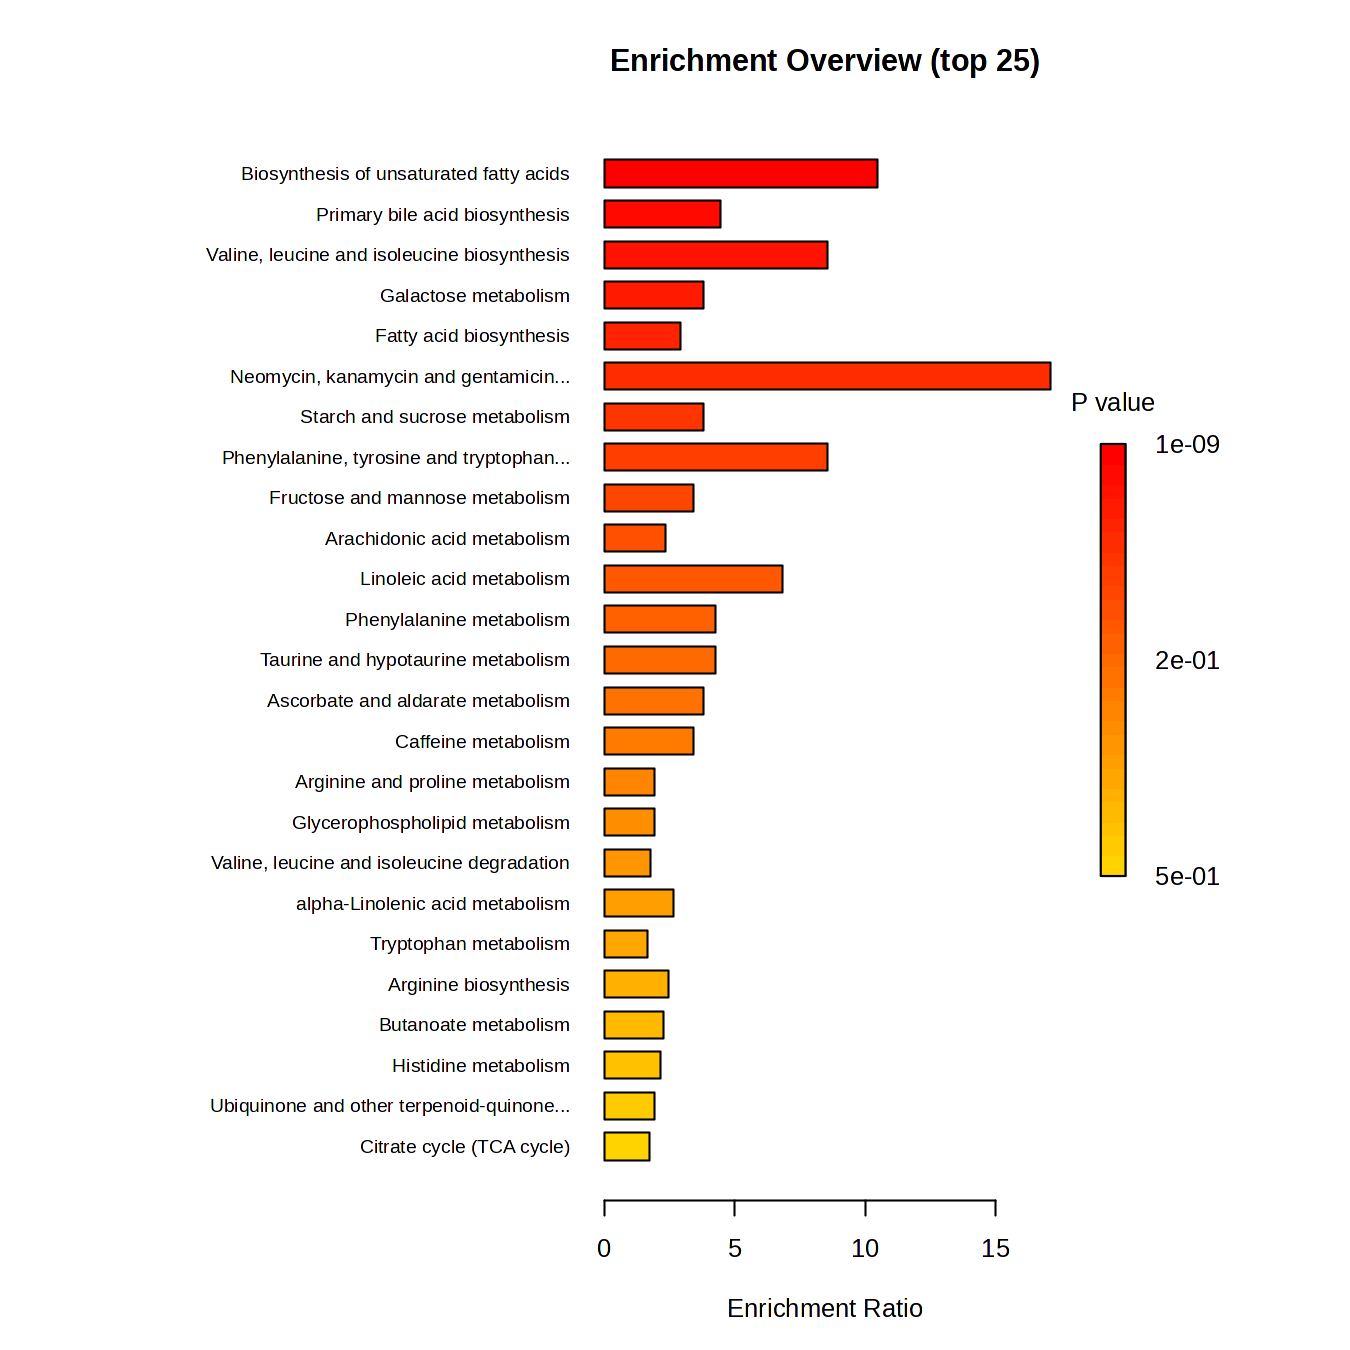 Enrichment Overview (top 25)
Biosynthesis of unsaturated fatty acids
Primary bile acid biosynthesis
Valine, leucine and isoleucine biosynthesis
Galactose metabolism
Fatty acid biosynthesis
Neomycin, kanamycin and gentamicin...
Starch and sucrose metabolism
Phenylalanine, tyrosine and tryptophan...
Fructose and mannose metabolism
Arachidonic acid metabolism
Linoleic acid metabolism
Phenylalanine metabolism
Taurine and hypotaurine metabolism
Ascorbate and aldarate metabolism
Caffeine metabolism
Arginine and proline metabolism
Glycerophospholipid metabolism
Valine, leucine and isoleucine degradation
alpha-Linolenic acid metabolism
Tryptophan metabolism
Arginine biosynthesis
Butanoate metabolism
Histidine metabolism
Ubiquinone and other terpenoid-quinone...
Citrate cycle (TCA cycle)
0 5 10 15
Enrichment Ratio
P value
1e-09
2e-01
5e-01